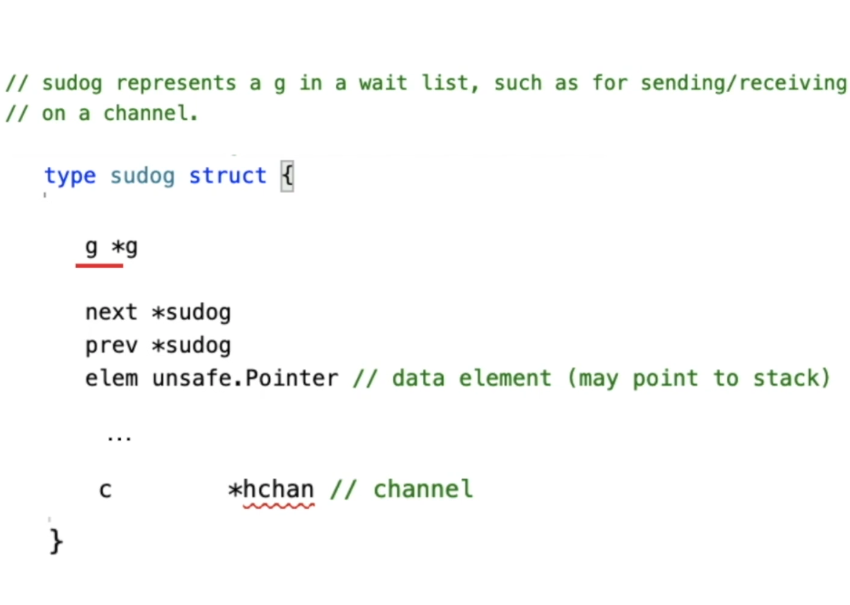 // sudog represents a g in a wait list, such as for sending/receiving
// on a channel.
type sudog struct {
g *g
next *sudog
prev *sudog
elem unsafe.Pointer // data element (may point to stack)
...
c *hchan // channel
}